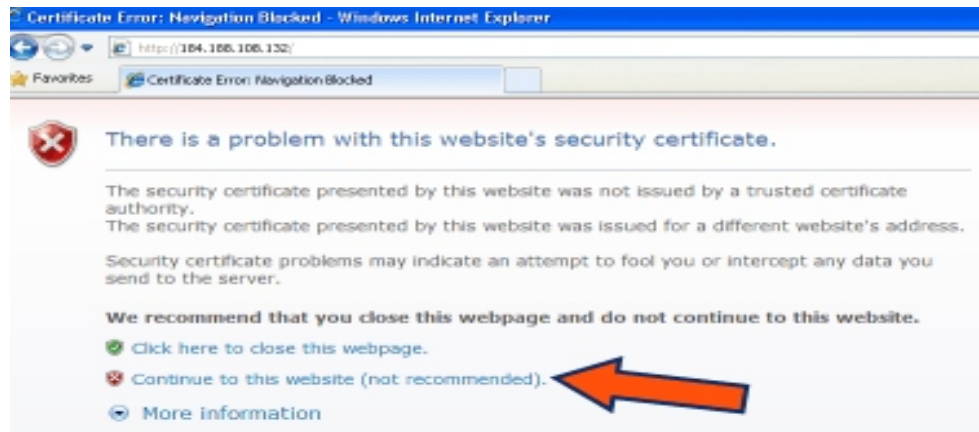 Certificate Error: Navigation Blocked - Windows Internet Explorer
http://184.188.108.132/
Favorites
Certificate Error: Navigation Blocked
There is a problem with this website's security certificate.
The security certificate presented by this website was not issued by a trusted certificate
authority.
The security certificate presented by this website was issued for a different website's address.
Security certificate problems may indicate an attempt to fool you or intercept any data you
send to the server.
We recommend that you close this webpage and do not continue to this website.
Click here to close this webpage.
Continue to this website (not recommended).
More information